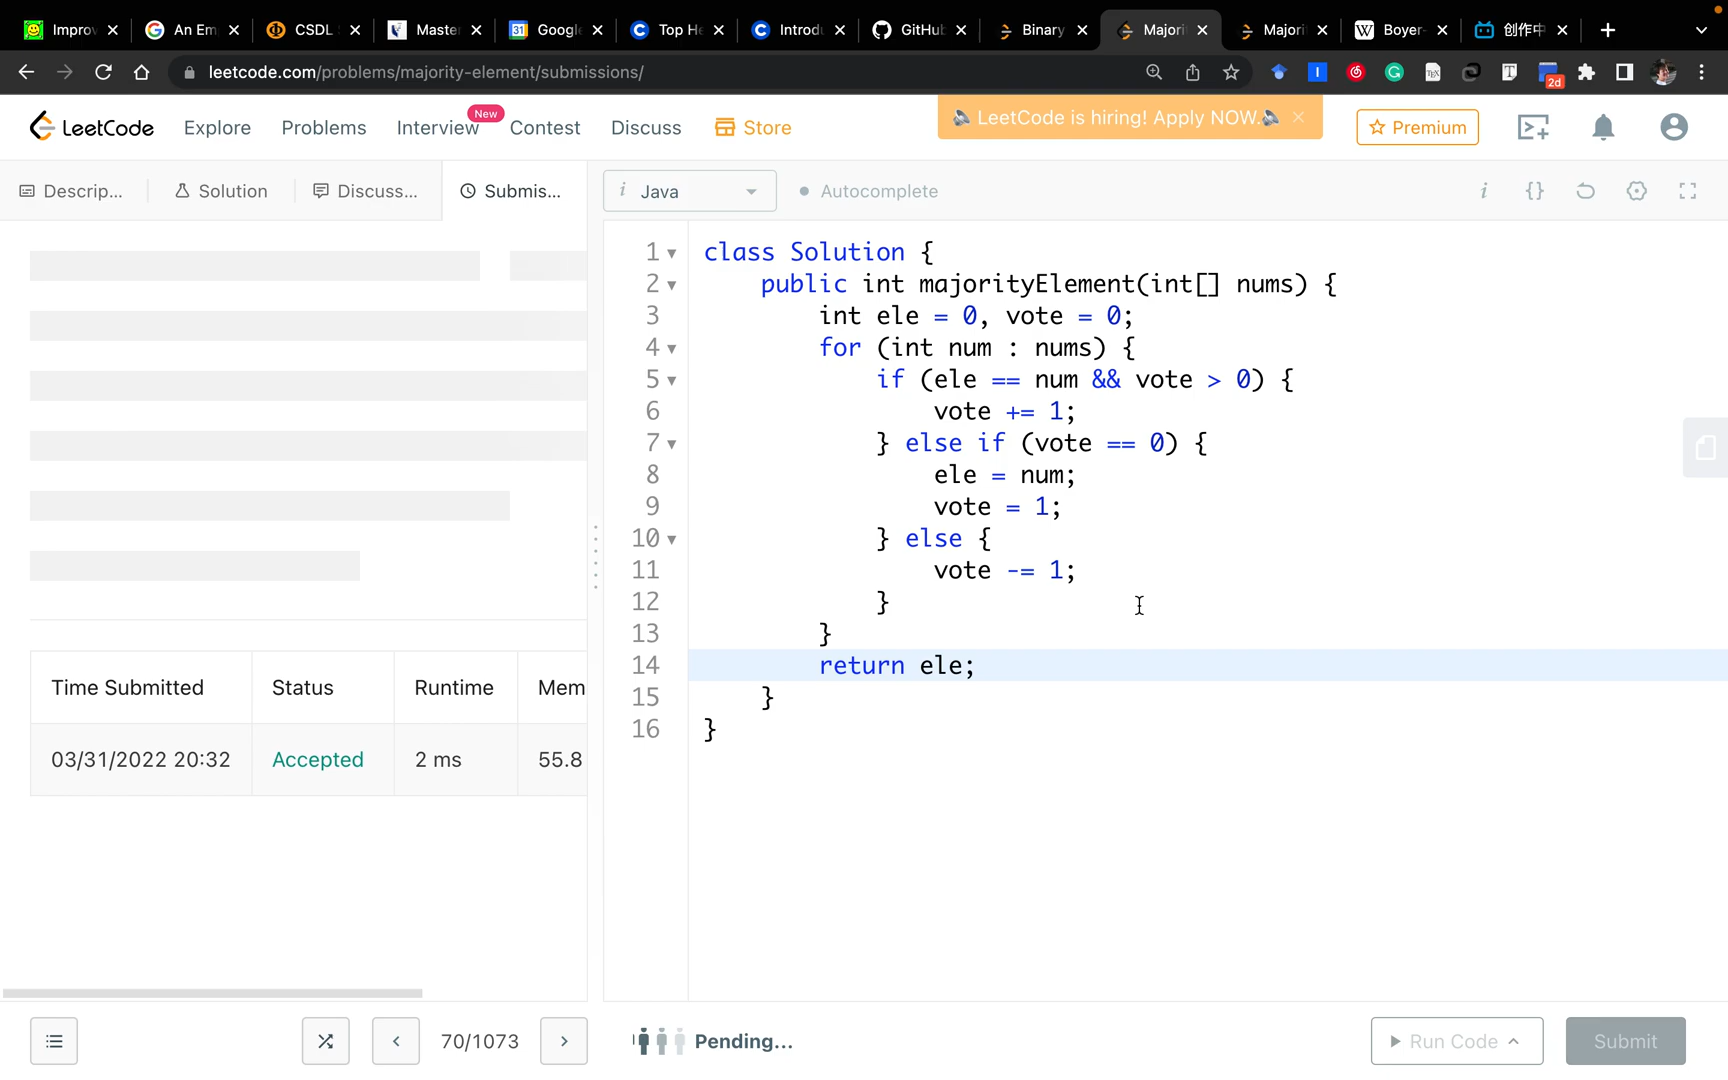 Improv
An Em
CSDL
Master
Google
Top He
Introdu
GitHub
Binary
Majori
Majori
Boyer-
创作中
leetcode.com/problems/majority-element/submissions/
2d
LeetCode
Explore
Problems
Interview
New
Contest
Discuss
Store
LeetCode is hiring! Apply NOW.
Premium
Descrip...
Solution
Discuss...
Submis...
i Java
Autocomplete
1 class Solution {
2 public int majorityElement(int[] nums) {
3 int ele = 0, vote = 0;
4 for (int num : nums) {
5 if (ele == num && vote > 0) {
6 vote += 1;
7 } else if (vote == 0) {
8 ele = num;
9 vote = 1;
10 } else {
11 vote -= 1;
12 }
13 }
14 return ele;
15 }
16 }
Time Submitted Status Runtime Mem
03/31/2022 20:32 Accepted 2 ms 55.8
70/1073
Pending...
Run Code
Submit